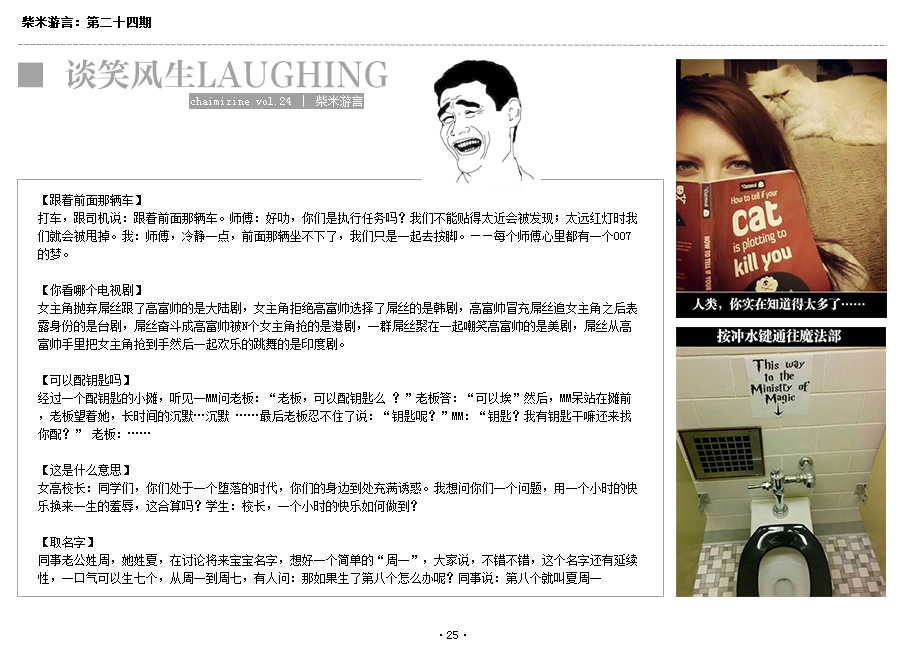 柴米游言：第二十四期
谈笑风生LAUGHING
chaimizine vol.24 ｜ 柴米游言
【跟着前面那辆车】
打车，跟司机说：跟着前面那辆车。师傅：好叻，你们是执行任务吗？我们不能贴得太近会被发现；太远红灯时我
们就会被甩掉。我：师傅，冷静一点，前面那辆坐不下了，我们只是一起去按脚。——每个师傅心里都有一个007
的梦。
【你看哪个电视剧】
女主角抛弃屌丝跟了高富帅的是大陆剧，女主角拒绝高富帅选择了屌丝的是韩剧，高富帅冒充屌丝追女主角之后表
露身份的是台剧，屌丝奋斗成高富帅被N个女主角抢的是港剧，一群屌丝聚在一起嘲笑高富帅的是美剧，屌丝从高
富帅手里把女主角抢到手然后一起欢乐的跳舞的是印度剧。
【可以配钥匙吗】
经过一个配钥匙的小摊，听见一MM问老板：“老板，可以配钥匙么 ？”老板答：“可以埃”然后，MM呆站在摊前
，老板望着她，长时间的沉默…沉默 ……最后老板忍不住了说：“钥匙呢？”MM：“钥匙？我有钥匙干嘛还来找
你配？” 老板：……
【这是什么意思】
女高校长：同学们，你们处于一个堕落的时代，你们的身边到处充满诱惑。我想问你们一个问题，用一个小时的快
乐换来一生的羞辱，这合算吗？学生：校长，一个小时的快乐如何做到？
【取名字】
同事老公姓周，她姓夏，在讨论将来宝宝名字，想好一个简单的“周一”，大家说，不错不错，这个名字还有延续
性，一口气可以生七个，从周一到周七，有人问：那如果生了第八个怎么办呢？同事说：第八个就叫夏周一
How to tell if your
cat
is plotting to
kill you
人类，你实在知道得太多了……
按冲水键通往魔法部
This way
to the
Ministry of
Magic
·25·